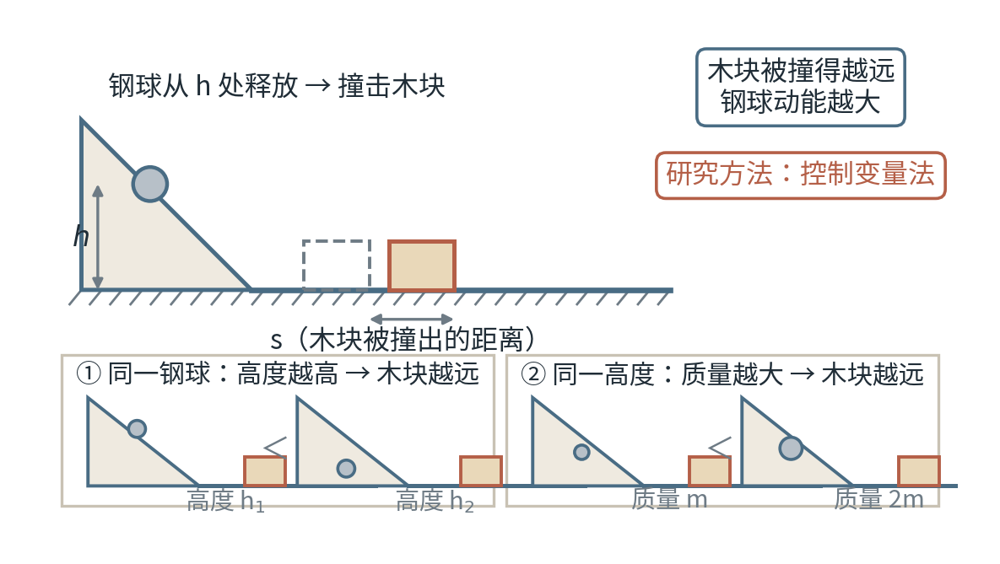 钢球从 h 处释放 → 撞击木块
木块被撞得越远
钢球动能越大
研究方法：控制变量法
h
s（木块被撞出的距离）
① 同一钢球：高度越高 → 木块越远
<
高度 h₁
高度 h₂
② 同一高度：质量越大 → 木块越远
<
质量 m
质量 2m